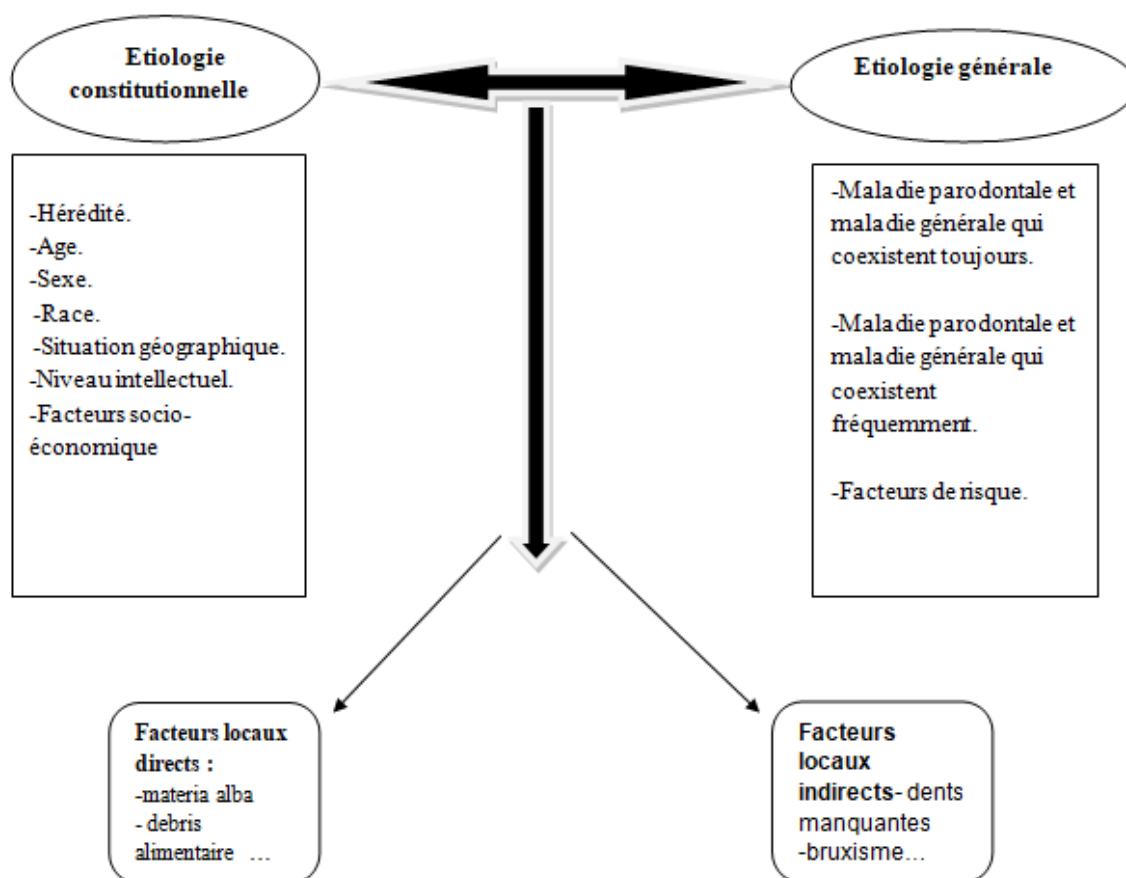 Etiologie
constitutionnelle
Etiologie générale
-Hérédité.
-Age.
-Sexe.
-Race.
-Situation géographique.
-Niveau intellectuel.
-Facteurs socio-
économique
-Maladie parodontale et
maladie générale qui
coexistent toujours.
-Maladie parodontale et
maladie générale qui
coexistent
fréquemment.
-Facteurs de risque.
Facteurs locaux
directs :
-materia alba
- debris
alimentaire ...
Facteurs
locaux
indirects- dents
manquantes
-bruxisme...